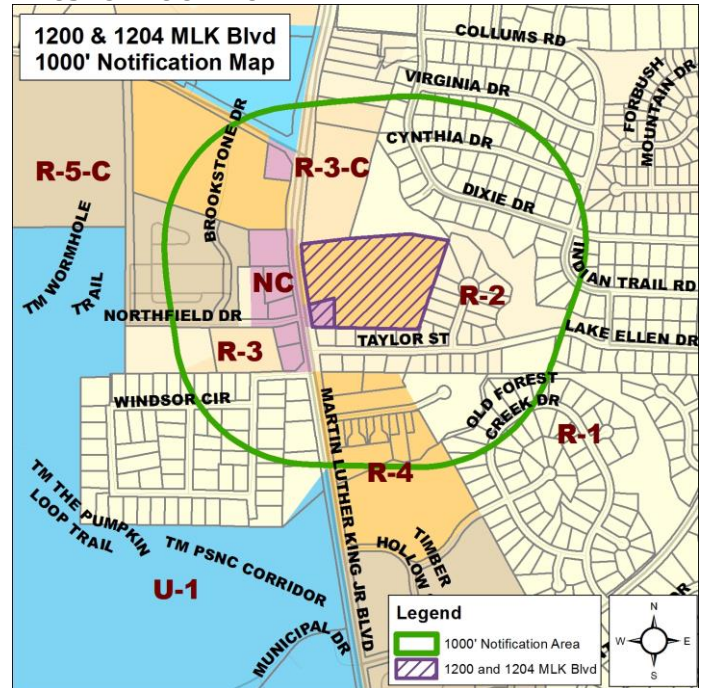 1200 & 1204 MLK Blvd
1000' Notification Map
COLLUMS RD
VIRGINIA DR
FORBUSH
MOUNTAIN DR
CYNTHIA DR
BROOKSTONE DR
R-5-C
R-3-C
DIXIE DR
TM WORMHOLE
TRAIL
INDIAN TRAIL RD
NC
R-2
NORTHFIELD DR
LAKE ELLEN DR
TAYLOR ST
R-3
WINDSOR CIR
OLD FOREST
CREEK DR
MARTIN LUTHER KING JR BLVD
R-1
R-4
TM THE PUMPKIN
LOOP TRAIL
TM PSNC CORRIDOR
TIMBER
HOLLOW
U-1
MUNICIPAL DR
Legend
1000' Notification Area
1200 and 1204 MLK Blvd
N
W
E
S